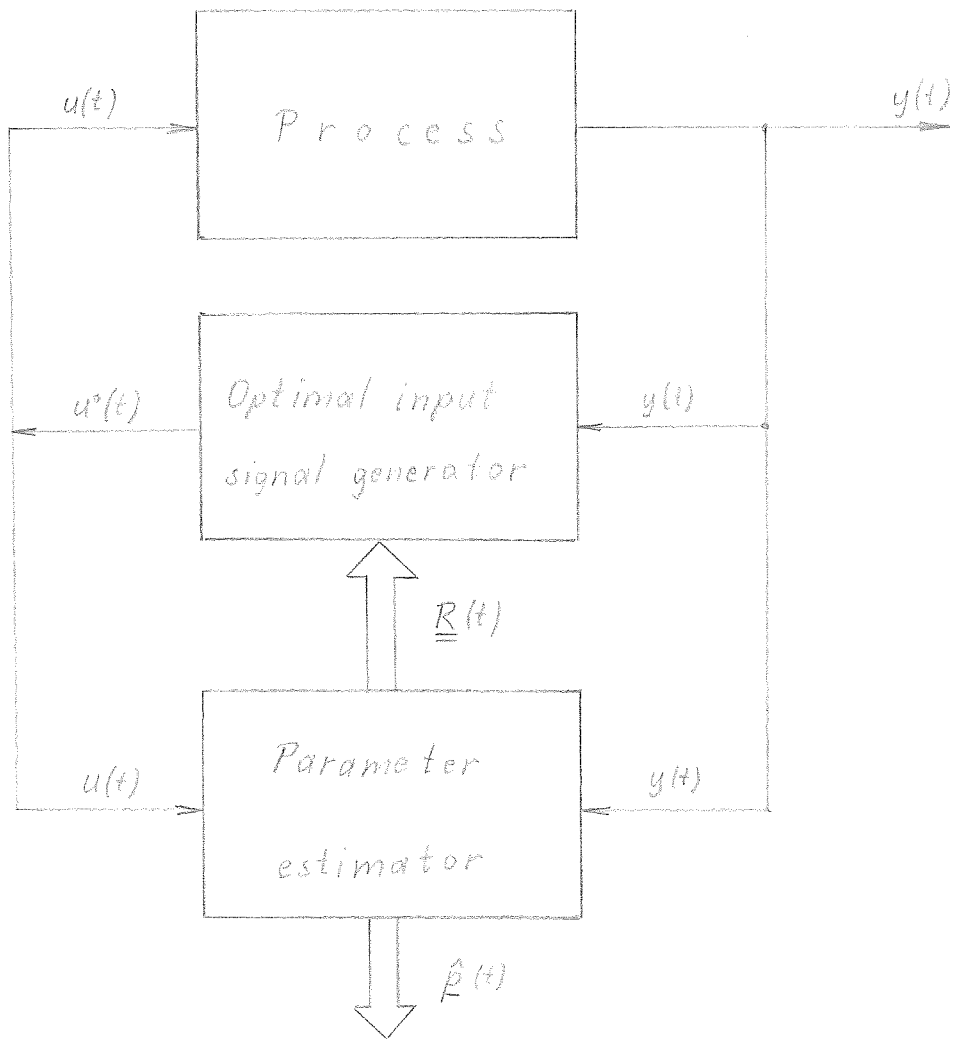 u(t)
Process
y(t)
u°(t)
Optimal input
signal generator
y(t)
R(t)
u(t)
Parameter
estimator
y(t)
p̂(t)